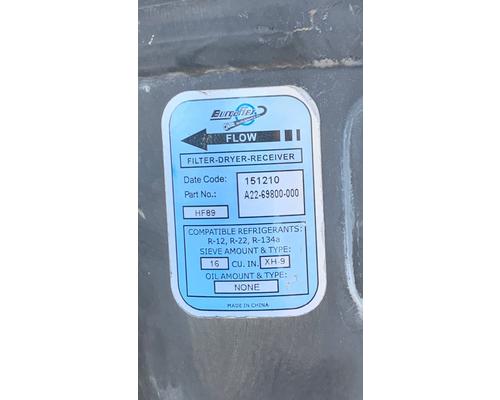 EUROFLEX
FLOW
FILTER-DRYER-RECEIVER
Date Code: 151210
Part No.: A22-69800-000
HF89
COMPATIBLE REFRIGERANTS:
R-12, R-22, R-134a
SIEVE AMOUNT & TYPE:
16 CU. IN. XH-9
OIL AMOUNT & TYPE:
NONE
MADE IN CHINA